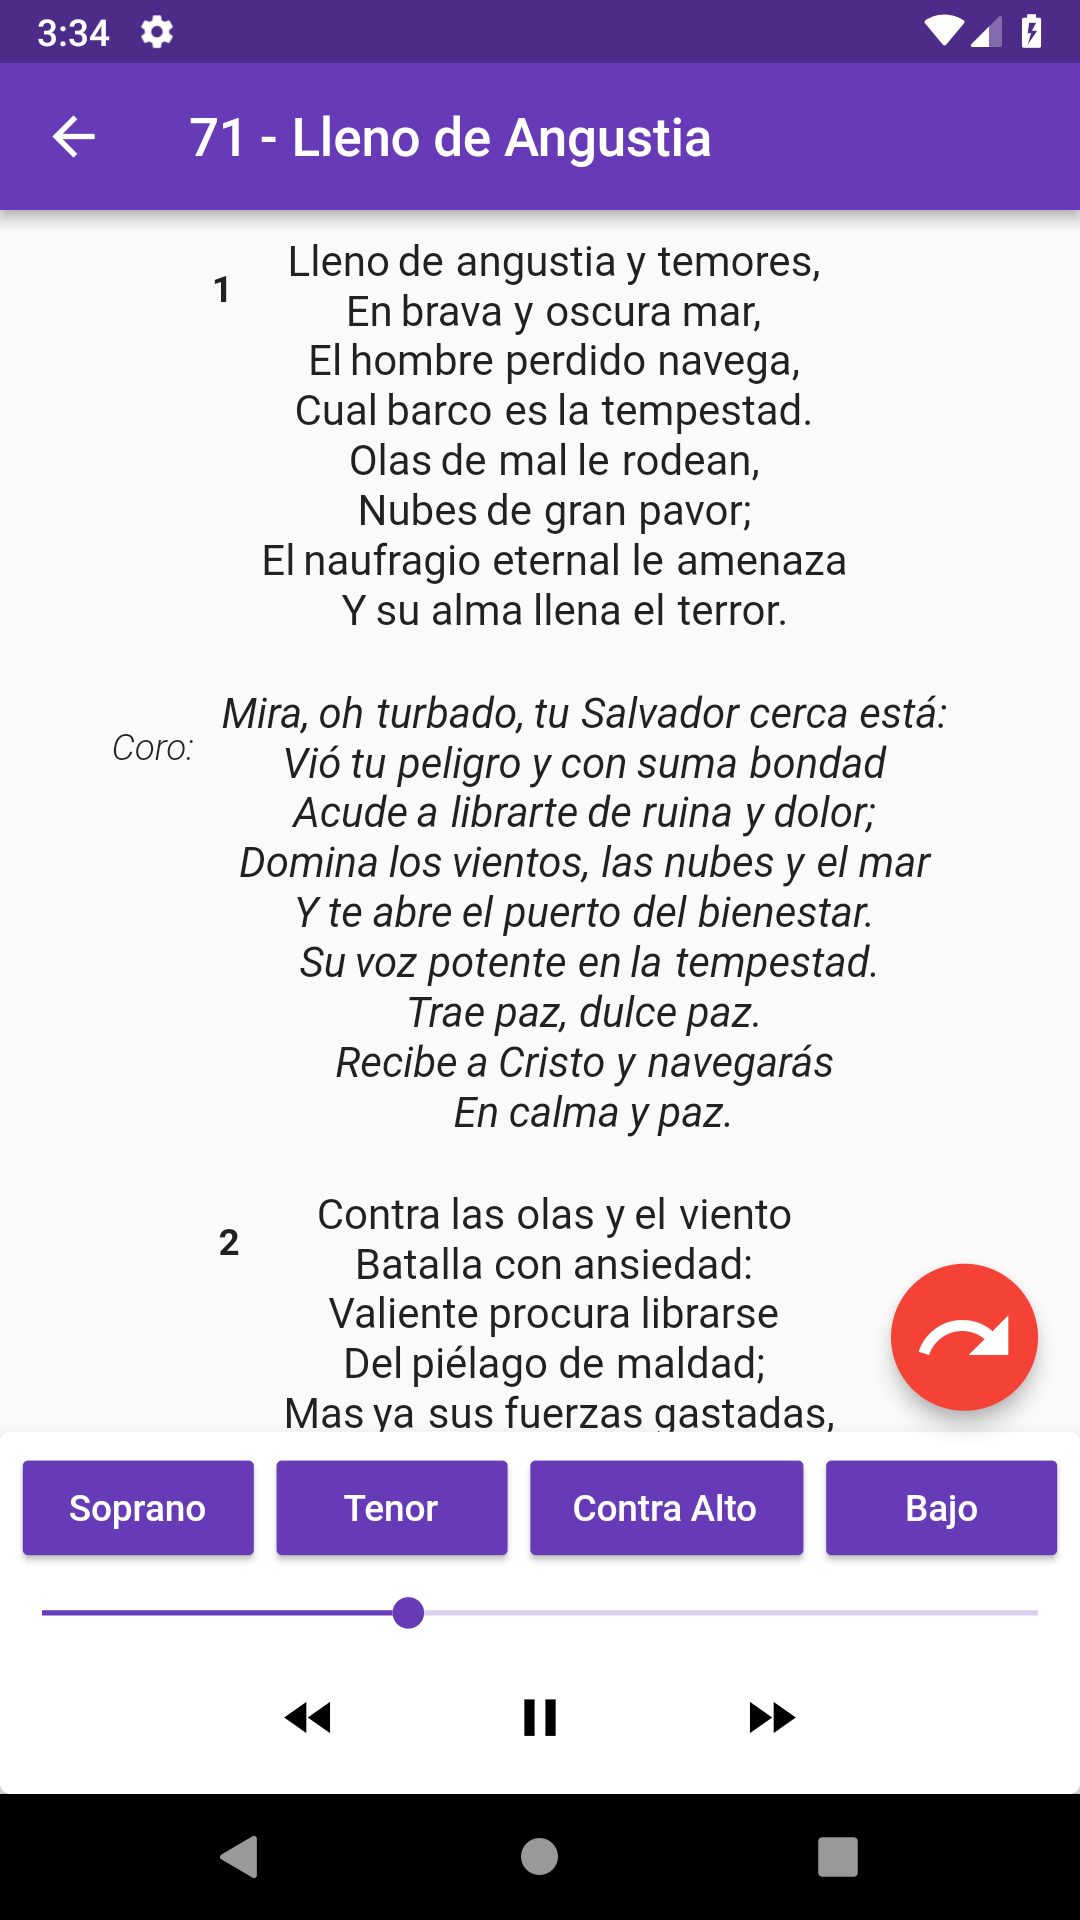 3:34
71 - Lleno de Angustia
1
Lleno de angustia y temores,
En brava y oscura mar,
El hombre perdido navega,
Cual barco es la tempestad.
Olas de mal le rodean,
Nubes de gran pavor;
El naufragio eternal le amenaza
Y su alma llena el terror.
Coro:
Mira, oh turbado, tu Salvador cerca está:
Vió tu peligro y con suma bondad
Acude a librarte de ruina y dolor;
Domina los vientos, las nubes y el mar
Y te abre el puerto del bienestar.
Su voz potente en la tempestad.
Trae paz, dulce paz.
Recibe a Cristo y navegarás
En calma y paz.
2
Contra las olas y el viento
Batalla con ansiedad:
Valiente procura librarse
Del piélago de maldad;
Mas ya sus fuerzas gastadas,
Soprano
Tenor
Contra Alto
Bajo